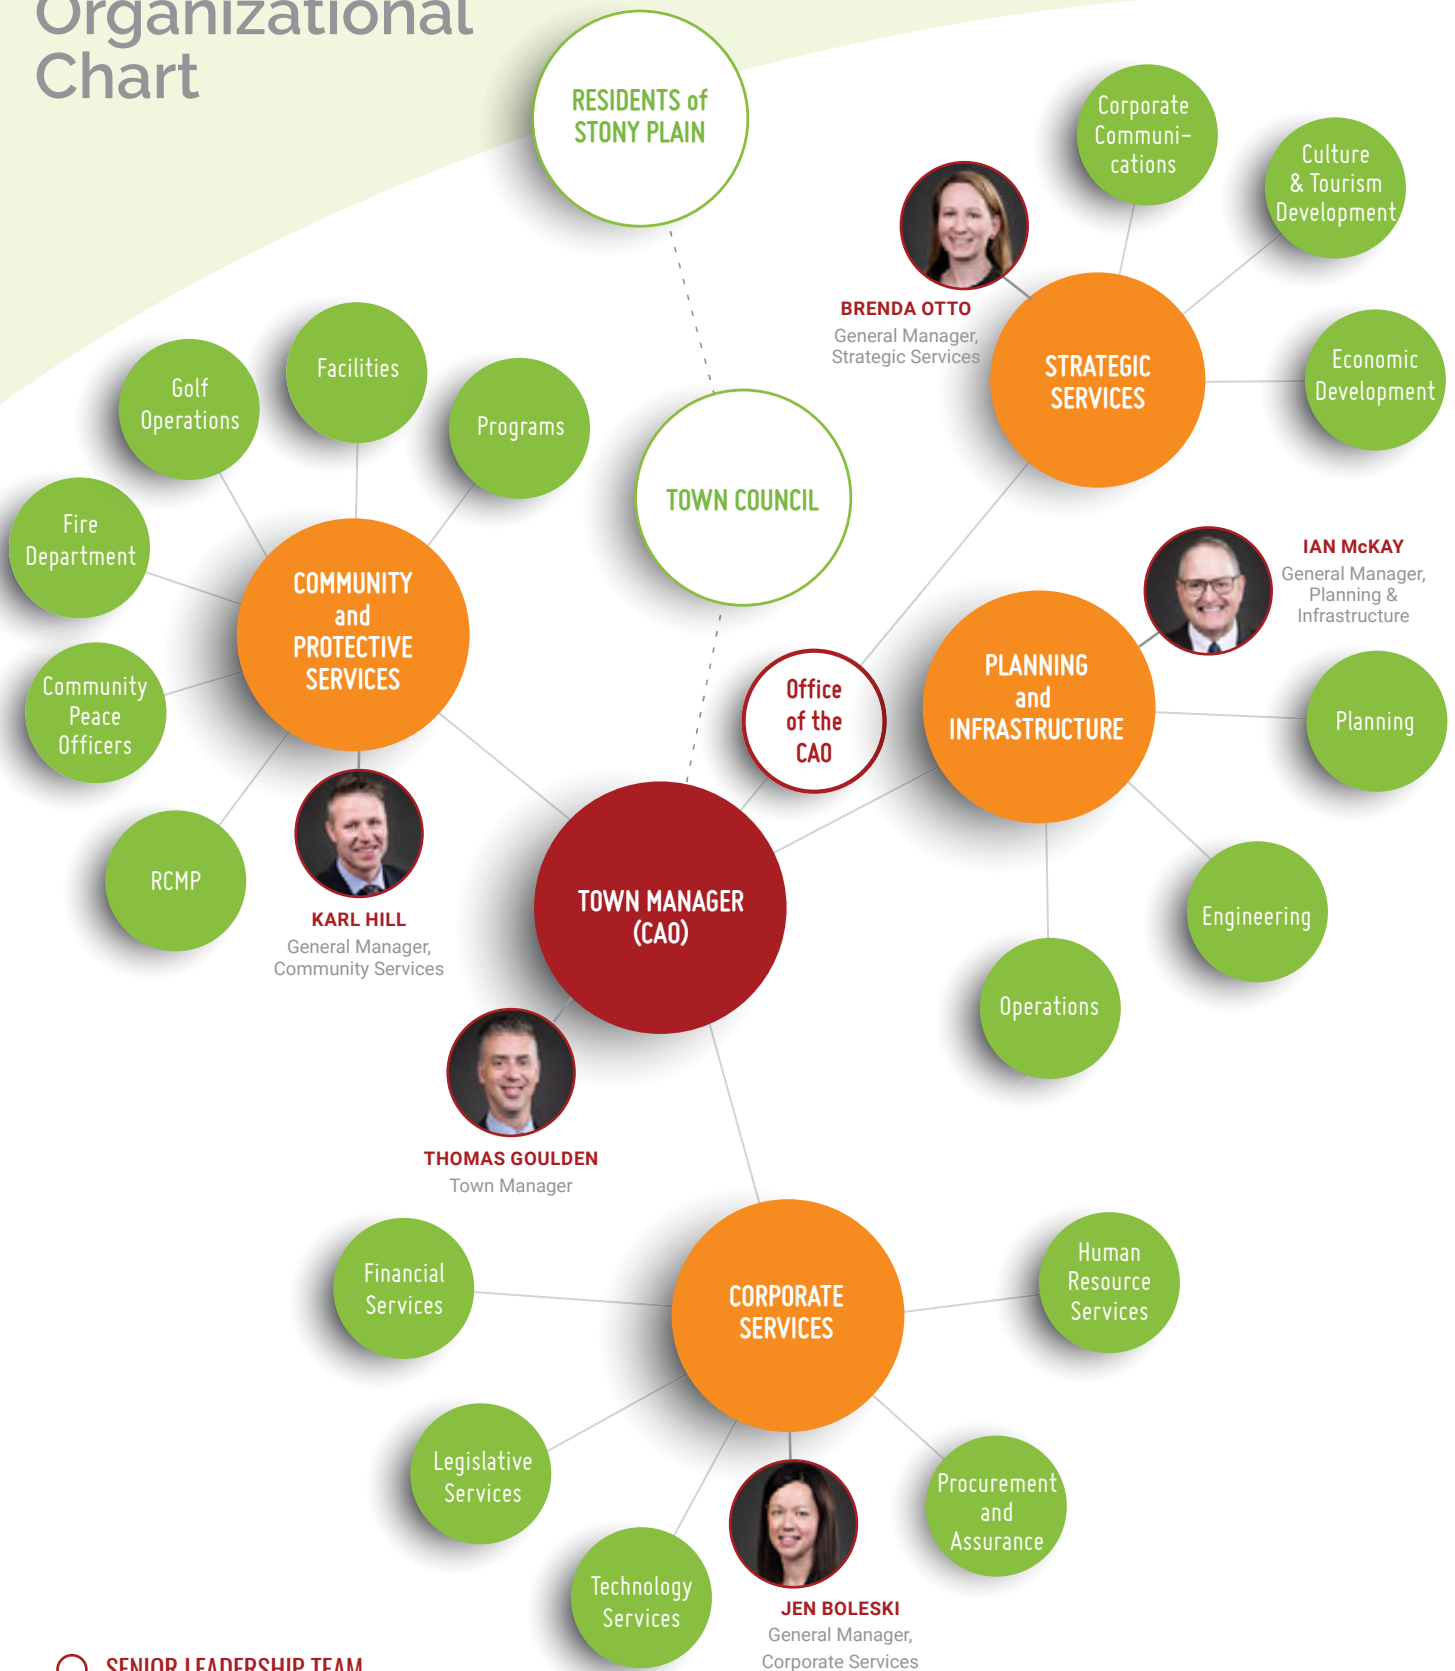 Organizational
Chart
RESIDENTS of
STONY PLAIN
Corporate
Communi-
cations
Culture
& Tourism
Development
BRENDA OTTO
General Manager,
Strategic Services
STRATEGIC
SERVICES
Economic
Development
Golf
Operations
Facilities
Programs
TOWN COUNCIL
Fire
Department
COMMUNITY
and
PROTECTIVE
SERVICES
IAN McKAY
General Manager,
Planning &
Infrastructure
Community
Peace
Officers
Office
of the
CAO
PLANNING
and
INFRASTRUCTURE
Planning
RCMP
KARL HILL
General Manager,
Community Services
TOWN MANAGER
(CAO)
Engineering
Operations
THOMAS GOULDEN
Town Manager
Financial
Services
CORPORATE
SERVICES
Human
Resource
Services
Legislative
Services
Procurement
and
Assurance
Technology
Services
JEN BOLESKI
General Manager,
Corporate Services
SENIOR LEADERSHIP TEAM